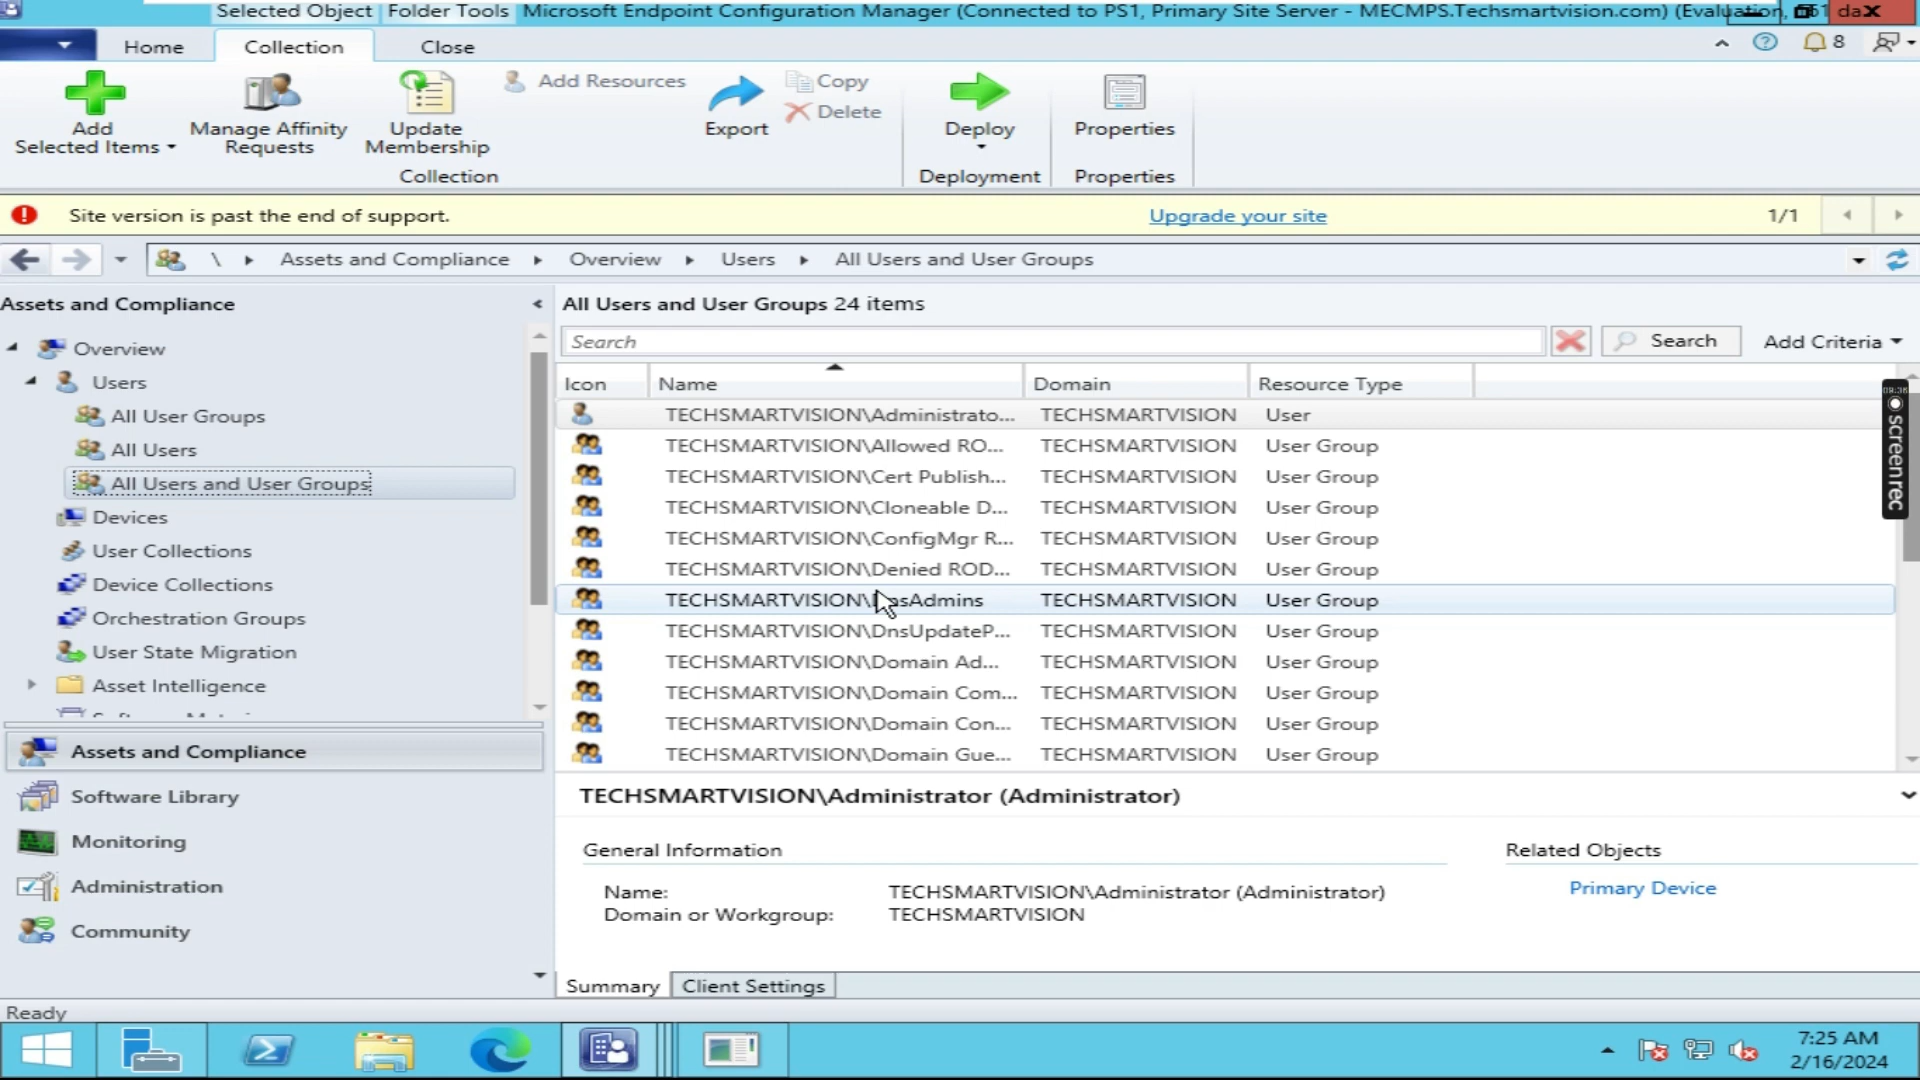 Selected Object
Folder Tools
Microsoft Endpoint Configuration Manager (Connected to PS1, Primary Site Server - MECMPS.Techsmartvision.com) (Evaluation,
Home
Collection
Close
8
Add
Selected Items
Manage Affinity
Requests
Update
Membership
Add Resources
Export
Copy
Delete
Deploy
Properties
Collection
Deployment
Properties
Site version is past the end of support.
Upgrade your site
1/1
\
Assets and Compliance
Overview
Users
All Users and User Groups
Assets and Compliance
<
Overview
Users
All User Groups
All Users
All Users and User Groups
Devices
User Collections
Device Collections
Orchestration Groups
User State Migration
Asset Intelligence
Assets and Compliance
Software Library
Monitoring
Administration
Community
All Users and User Groups 24 items
Search
Search
Add Criteria
Icon Name Domain Resource Type
TECHSMARTVISION\Administrato... TECHSMARTVISION User
TECHSMARTVISION\Allowed RO... TECHSMARTVISION User Group
TECHSMARTVISION\Cert Publish... TECHSMARTVISION User Group
TECHSMARTVISION\Cloneable D... TECHSMARTVISION User Group
TECHSMARTVISION\ConfigMgr R... TECHSMARTVISION User Group
TECHSMARTVISION\Denied ROD... TECHSMARTVISION User Group
TECHSMARTVISION\DnsAdmins TECHSMARTVISION User Group
TECHSMARTVISION\DnsUpdateP... TECHSMARTVISION User Group
TECHSMARTVISION\Domain Ad... TECHSMARTVISION User Group
TECHSMARTVISION\Domain Com... TECHSMARTVISION User Group
TECHSMARTVISION\Domain Con... TECHSMARTVISION User Group
TECHSMARTVISION\Domain Gue... TECHSMARTVISION User Group
screenrec
TECHSMARTVISION\Administrator (Administrator)
General Information
Name: TECHSMARTVISION\Administrator (Administrator)
Domain or Workgroup: TECHSMARTVISION
Related Objects
Primary Device
Summary
Client Settings
Ready
7:25 AM
2/16/2024